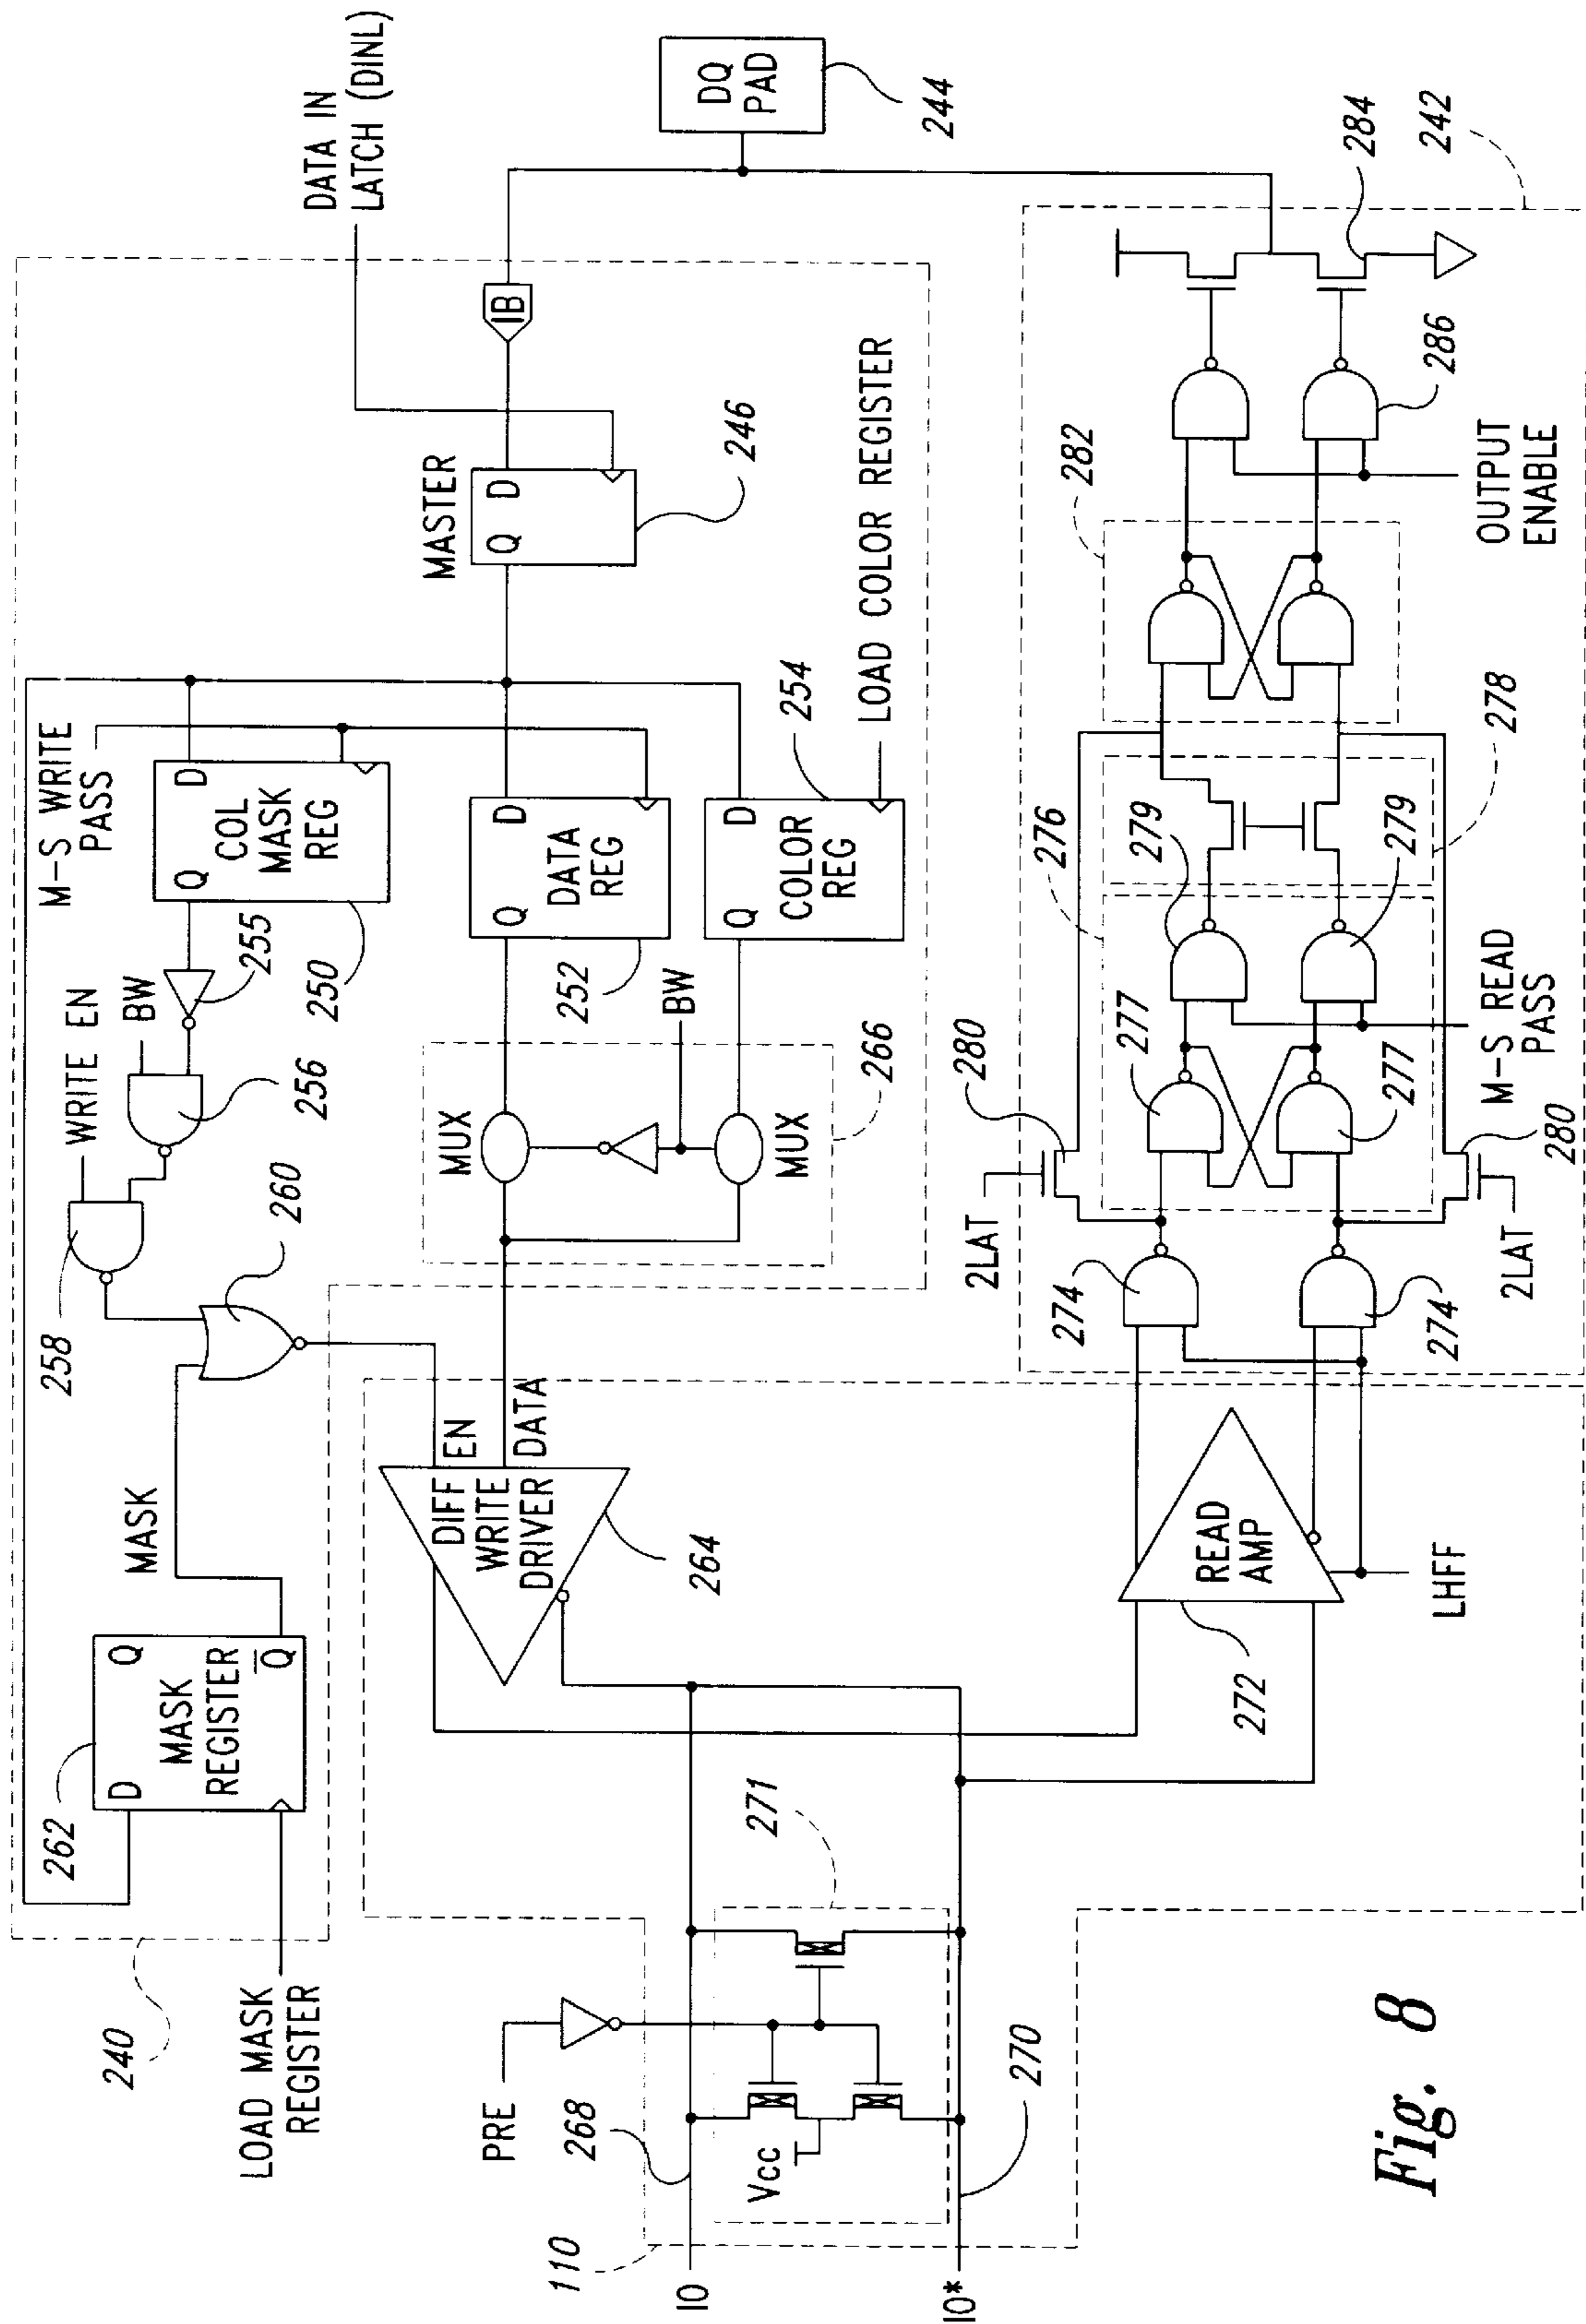 240
LOAD MASK
REGISTER
262
D
Q
MASK
REGISTER
Q
MASK
258
WRITE EN
BW
260
256
255
250
M-S WRITE
PASS
Q
D
COL
MASK
REG
DATA IN
LATCH (DINL)
MASTER
Q
D
246
IB
DQ
PAD
244
Q
D
DATA
REG
252
Q
D
COLOR
REG
254
LOAD COLOR REGISTER
MUX
BW
MUX
266
EN
DATA
DIFF
WRITE
DRIVER
264
110
PRE
268
Vcc
271
270
IO
IO*
READ
AMP
272
LHFF
274
274
2LAT
280
2LAT
280
276
277
277
279
279
M-S READ
PASS
278
282
OUTPUT
ENABLE
286
284
242
Fig. 8